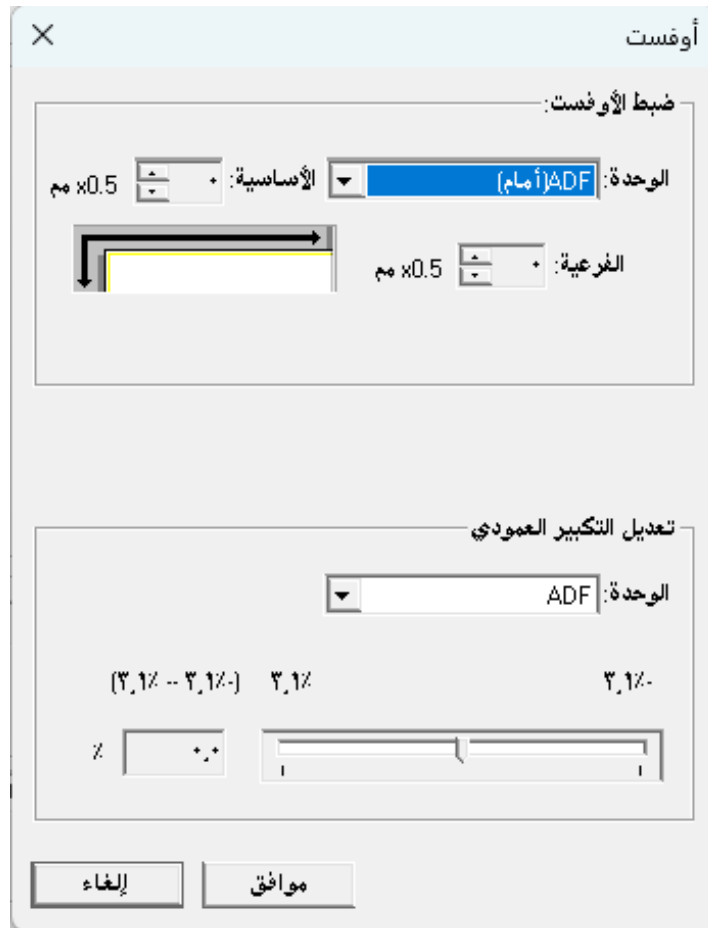 أوفست
ضبط الأوفست:
الوحدة: ADF(أمام) الأساسية: ٠ x0.5 مم
الفرعية: ٠ x0.5 مم
تعديل التكبير العمودي
الوحدة: ADF
-٣٫١٪ ٣٫١٪ (-٣٫١٪ -- ٣٫١٪)
٠٫٠ ٪
موافق إلغاء